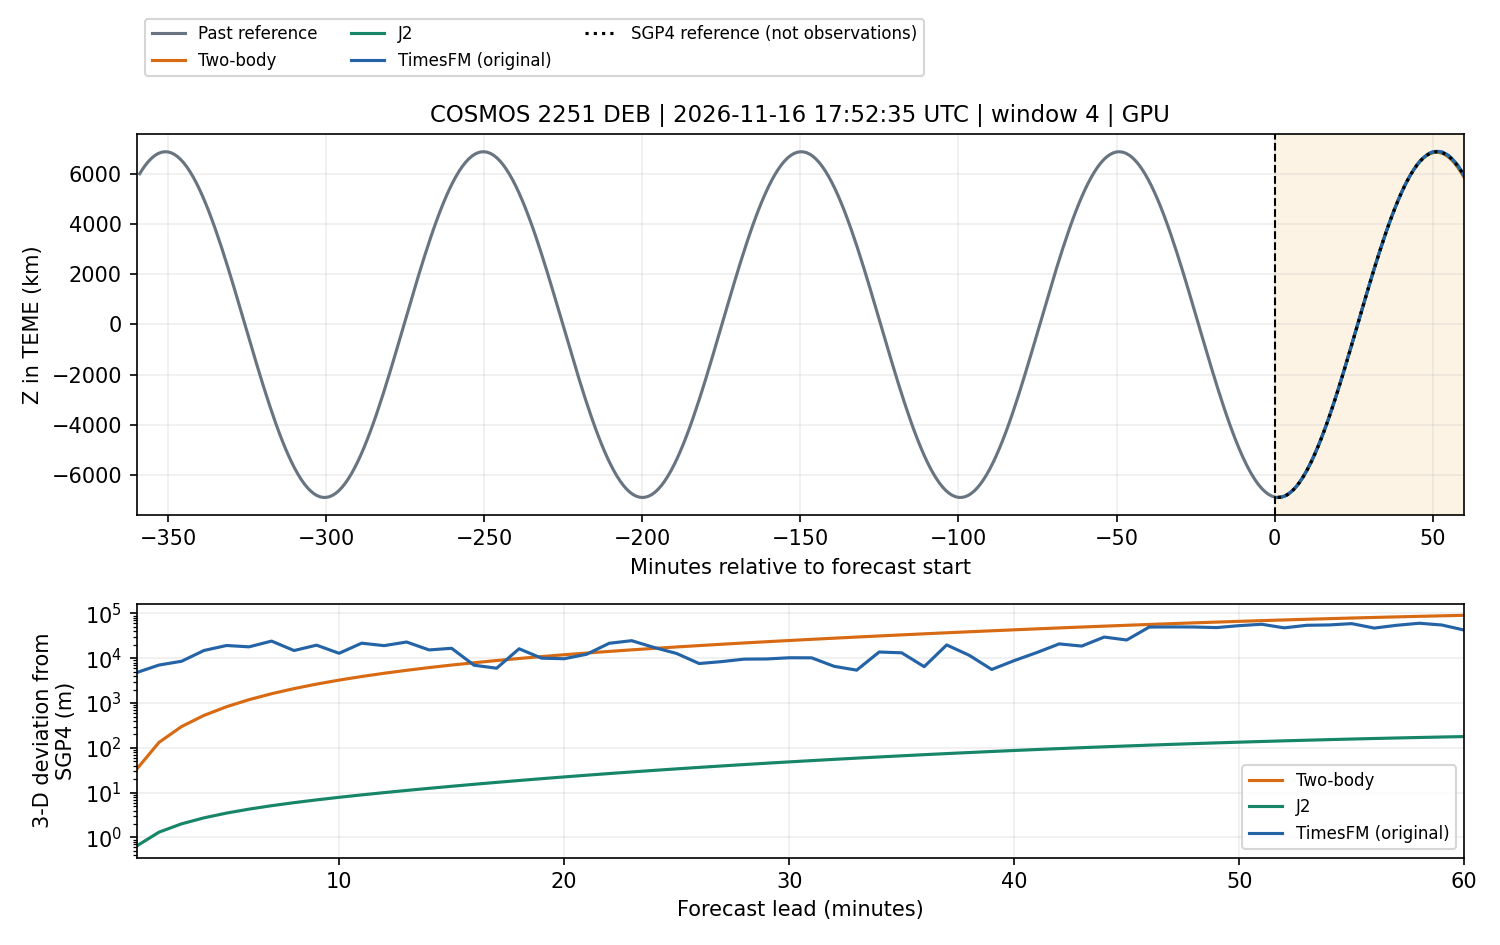 Past reference
Two-body
J2
TimesFM (original)
SGP4 reference (not observations)
COSMOS 2251 DEB | 2026-11-16 17:52:35 UTC | window 4 | GPU
Z in TEME (km)
6000
4000
2000
0
−2000
−4000
−6000
−350
−300
−250
−200
−150
−100
−50
0
50
Minutes relative to forecast start
3-D deviation from
SGP4 (m)
10⁵
10⁴
10³
10²
10¹
10⁰
Two-body
J2
TimesFM (original)
10
20
30
40
50
60
Forecast lead (minutes)